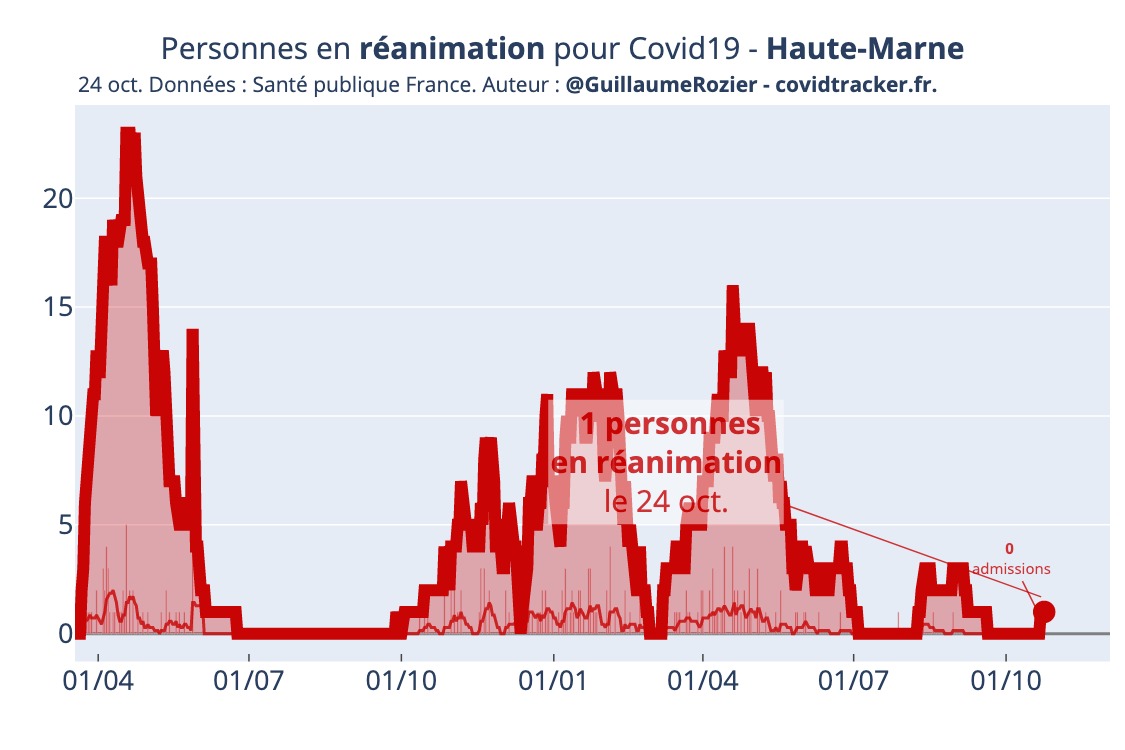 Personnes en réanimation pour Covid19 - Haute-Marne
24 oct. Données : Santé publique France. Auteur : @GuillaumeRozier - covidtracker.fr.
20
15
10
5
0
1 personnes
en réanimation
le 24 oct.
0
admissions
01/04 01/07 01/10 01/01 01/04 01/07 01/10